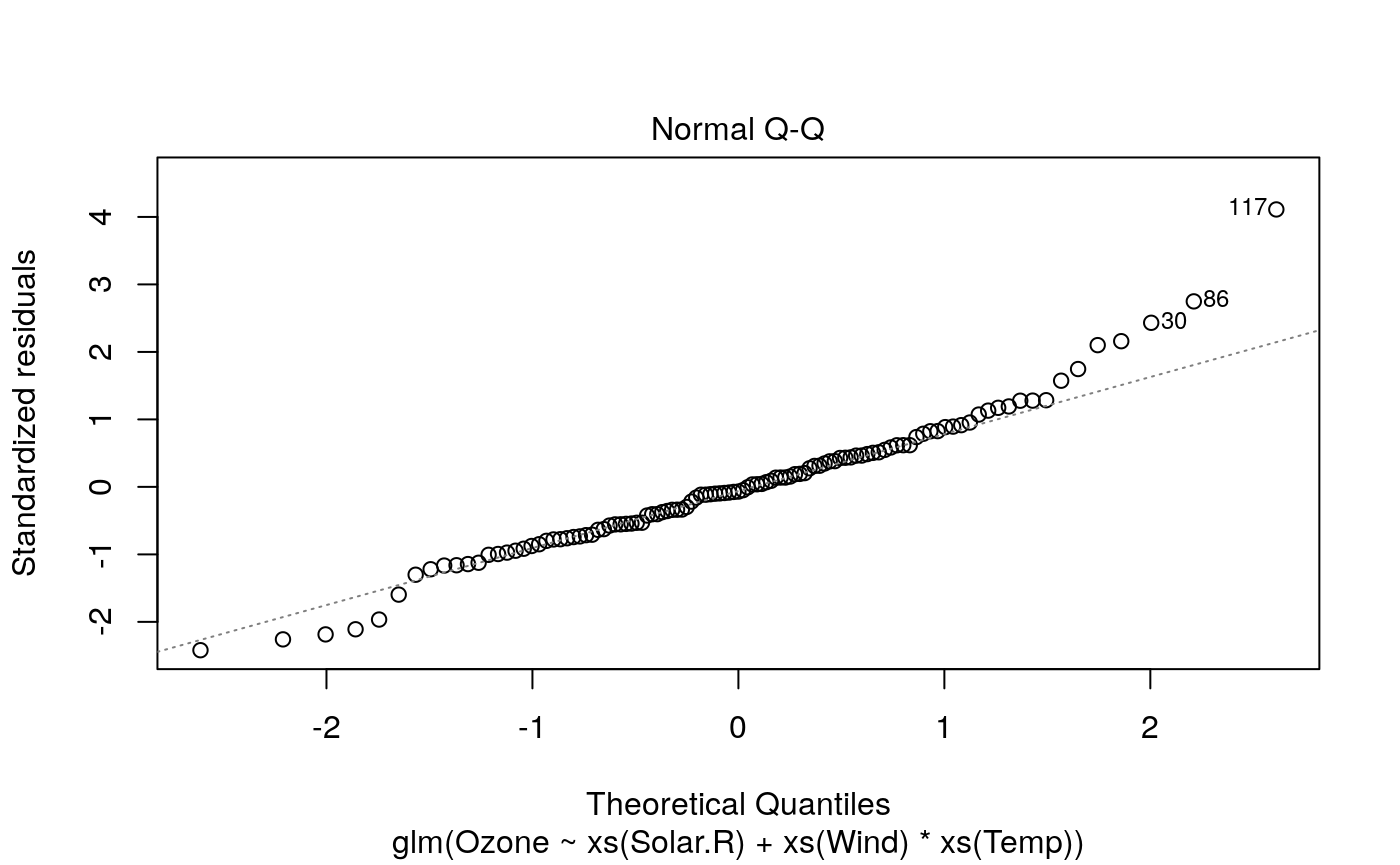 Normal Q-Q
Standardized residuals
4
3
2
1
0
-1
-2
117
86
30
-2 -1 0 1 2
Theoretical Quantiles
glm(Ozone ~ xs(Solar.R) + xs(Wind) * xs(Temp))